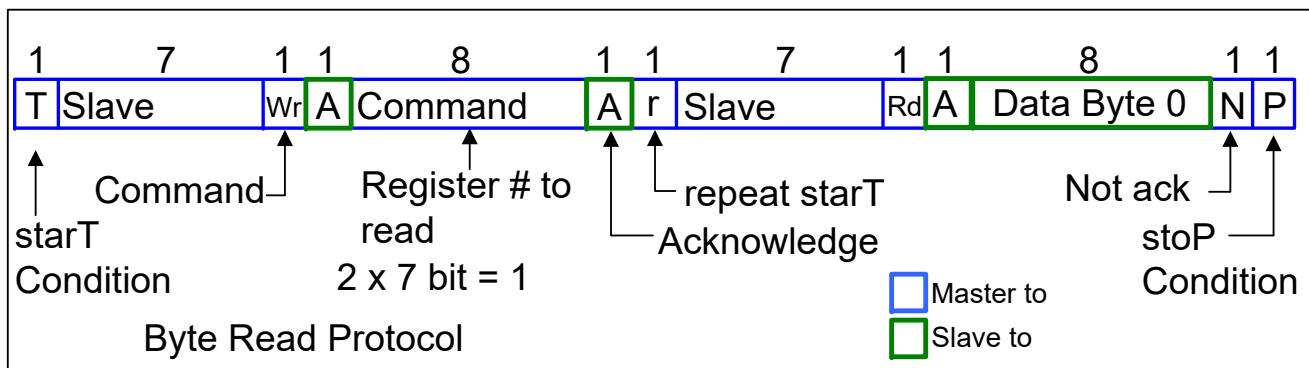 1 7 1 1 8 1 1 7 1 1 8 1 1
T Slave Wr A Command A r Slave Rd A Data Byte 0 N P
Command
Register # to
read
2 x 7 bit = 1
repeat starT
Acknowledge
Not ack
starT
Condition
stoP
Condition
Master to
Slave to
Byte Read Protocol